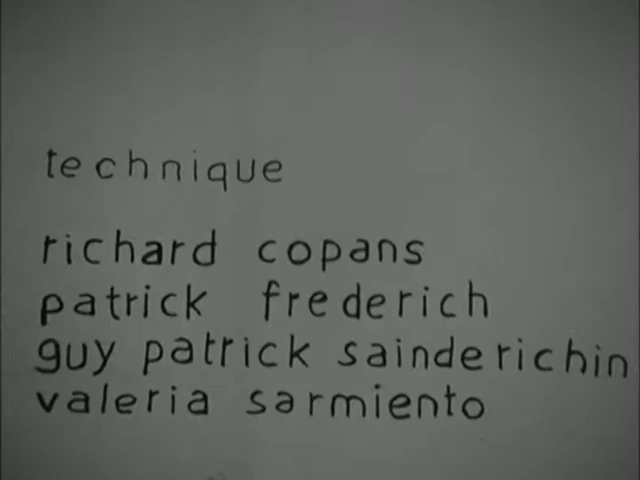 technique
richard copans
patrick frederich
guy patrick sainderichin
valeria sarmiento